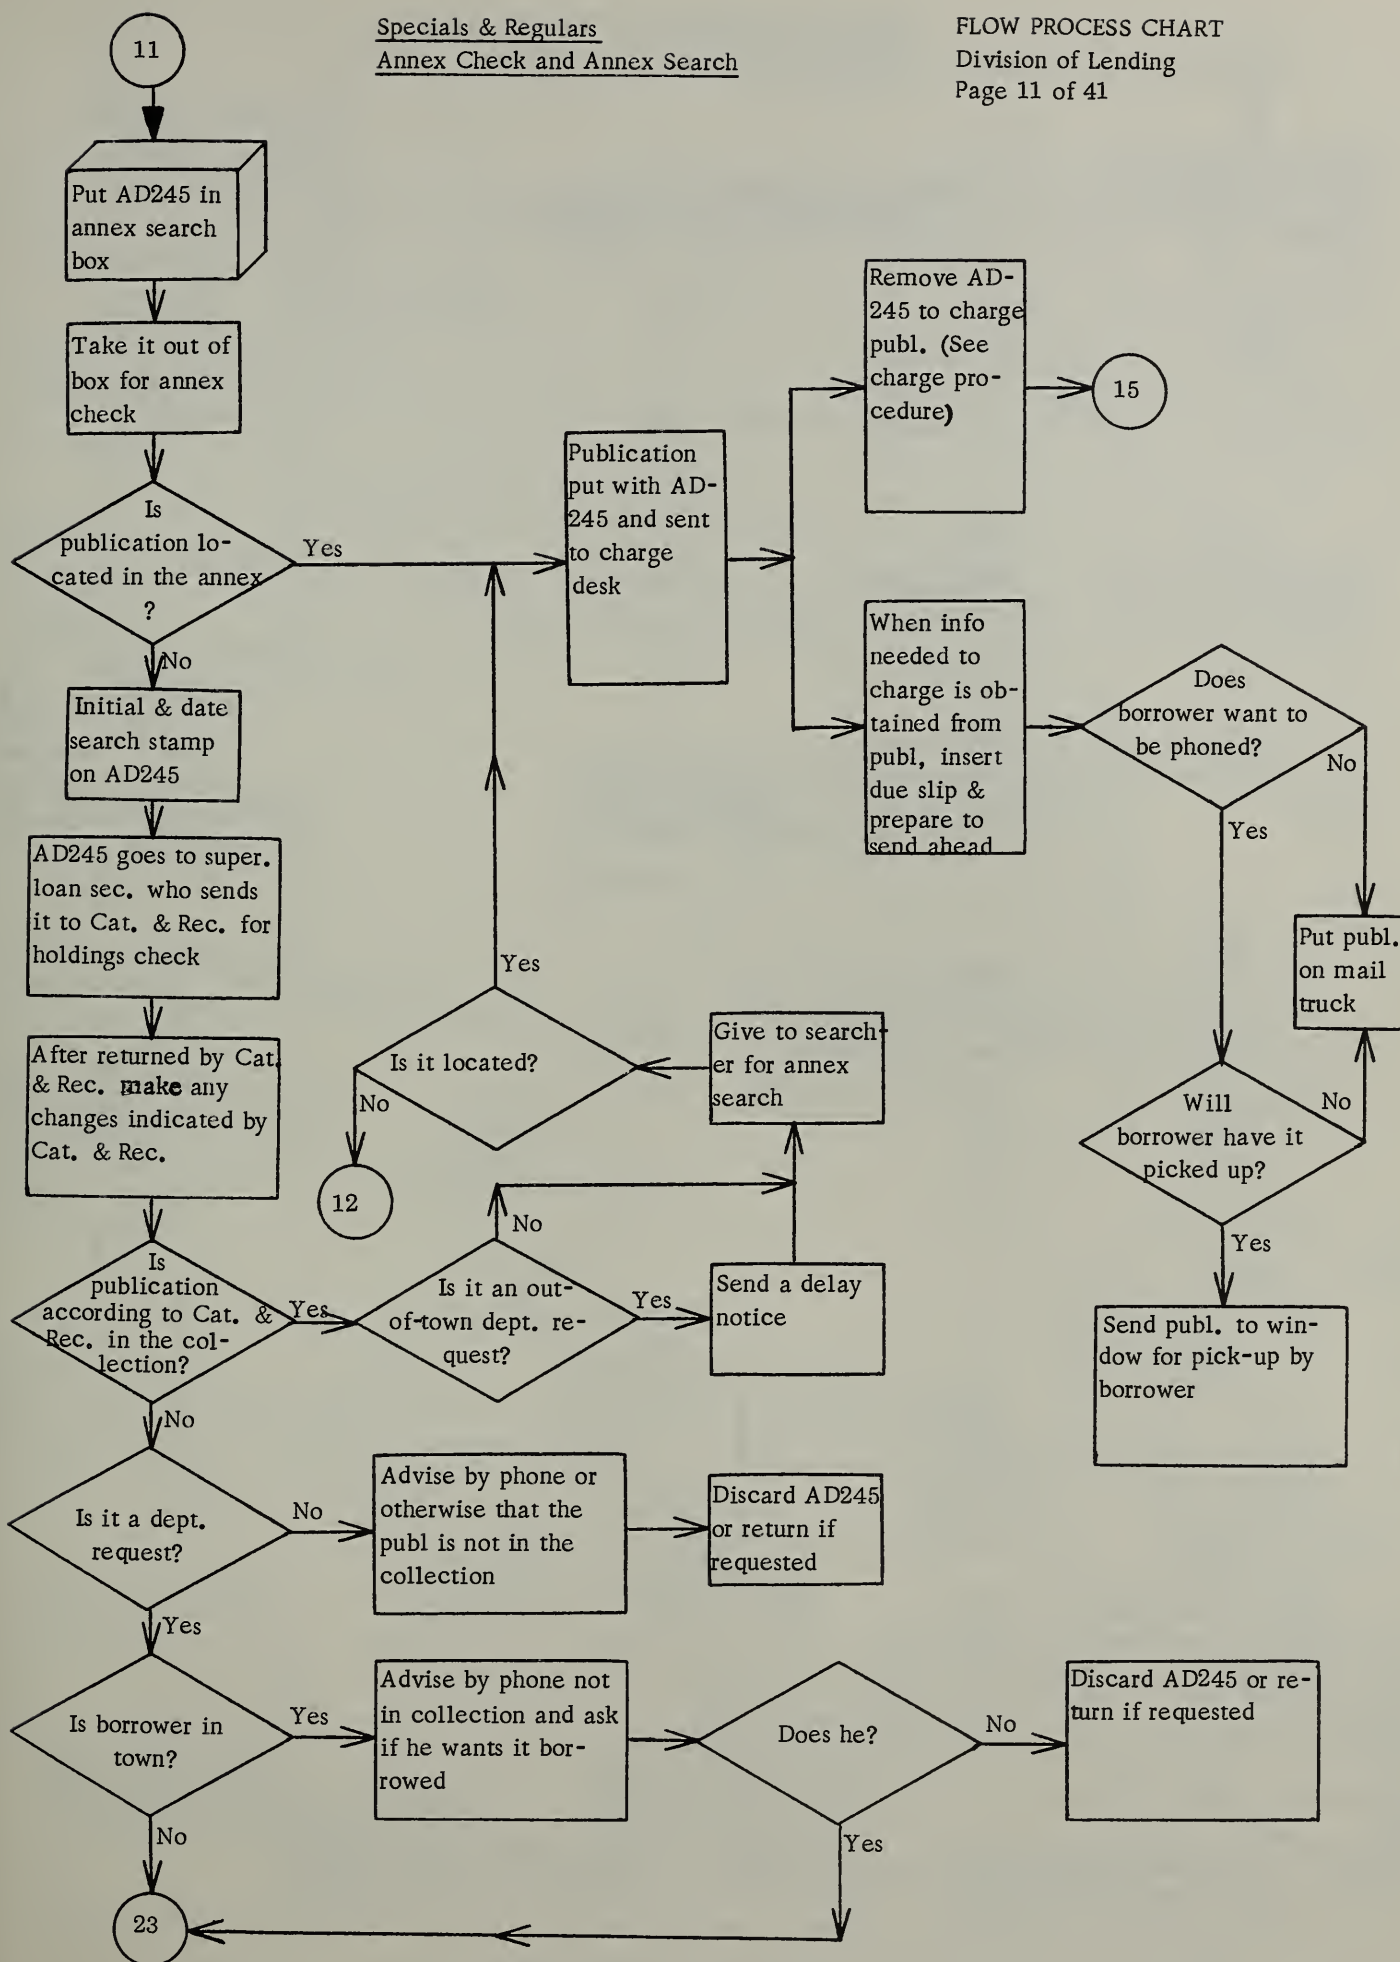 11
Specials & Regulars
Annex Check and Annex Search
FLOW PROCESS CHART
Division of Lending
Page 11 of 41
Put AD245 in
annex search
box
Take it out of
box for annex
check
Is
publication lo-
cated in the annex
?
Yes
No
Publication
put with AD-
245 and sent
to charge
desk
Remove AD-
245 to charge
publ. (See
charge pro-
cedure)
15
When info
needed to
charge is ob-
tained from
publ, insert
due slip &
prepare to
send ahead
Does
borrower want to
be phoned?
No
Yes
Put publ.
on mail
truck
Will
borrower have it
picked up?
No
Yes
Send publ. to win-
dow for pick-up by
borrower
Initial & date
search stamp
on AD245
AD245 goes to super.
loan sec. who sends
it to Cat. & Rec. for
holdings check
After returned by Cat.
& Rec. make any
changes indicated by
Cat. & Rec.
Yes
Is it located?
No
12
Give to search-
er for annex
search
Is
publication
according to Cat. &
Rec. in the col-
lection?
Yes
No
Is it an out-
of-town dept. re-
quest?
No
Yes
Send a delay
notice
Is it a dept.
request?
No
Yes
Advise by phone or
otherwise that the
publ is not in the
collection
Discard AD245
or return if
requested
Is borrower in
town?
Yes
No
Advise by phone not
in collection and ask
if he wants it bor-
rowed
Does he?
No
Yes
Discard AD245 or re-
turn if requested
23